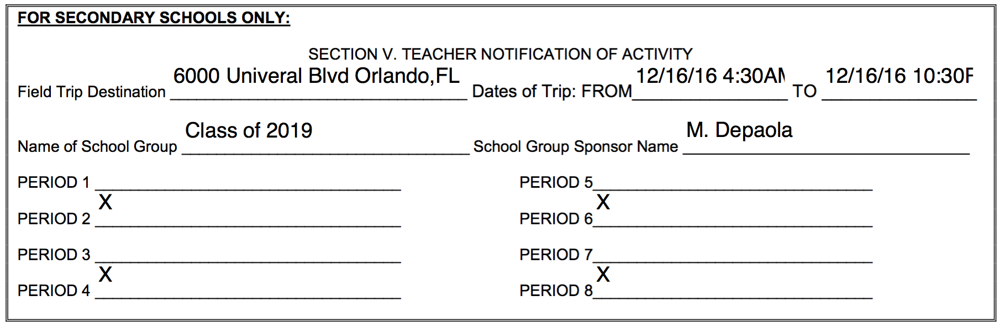 FOR SECONDARY SCHOOLS ONLY:
SECTION V. TEACHER NOTIFICATION OF ACTIVITY
Field Trip Destination 6000 Univeral Blvd Orlando,FL Dates of Trip: FROM 12/16/16 4:30AM TO 12/16/16 10:30P
Name of School Group Class of 2019 School Group Sponsor Name M. Depaola
PERIOD 1 PERIOD 5
PERIOD 2 X PERIOD 6 X
PERIOD 3 PERIOD 7
PERIOD 4 X PERIOD 8 X